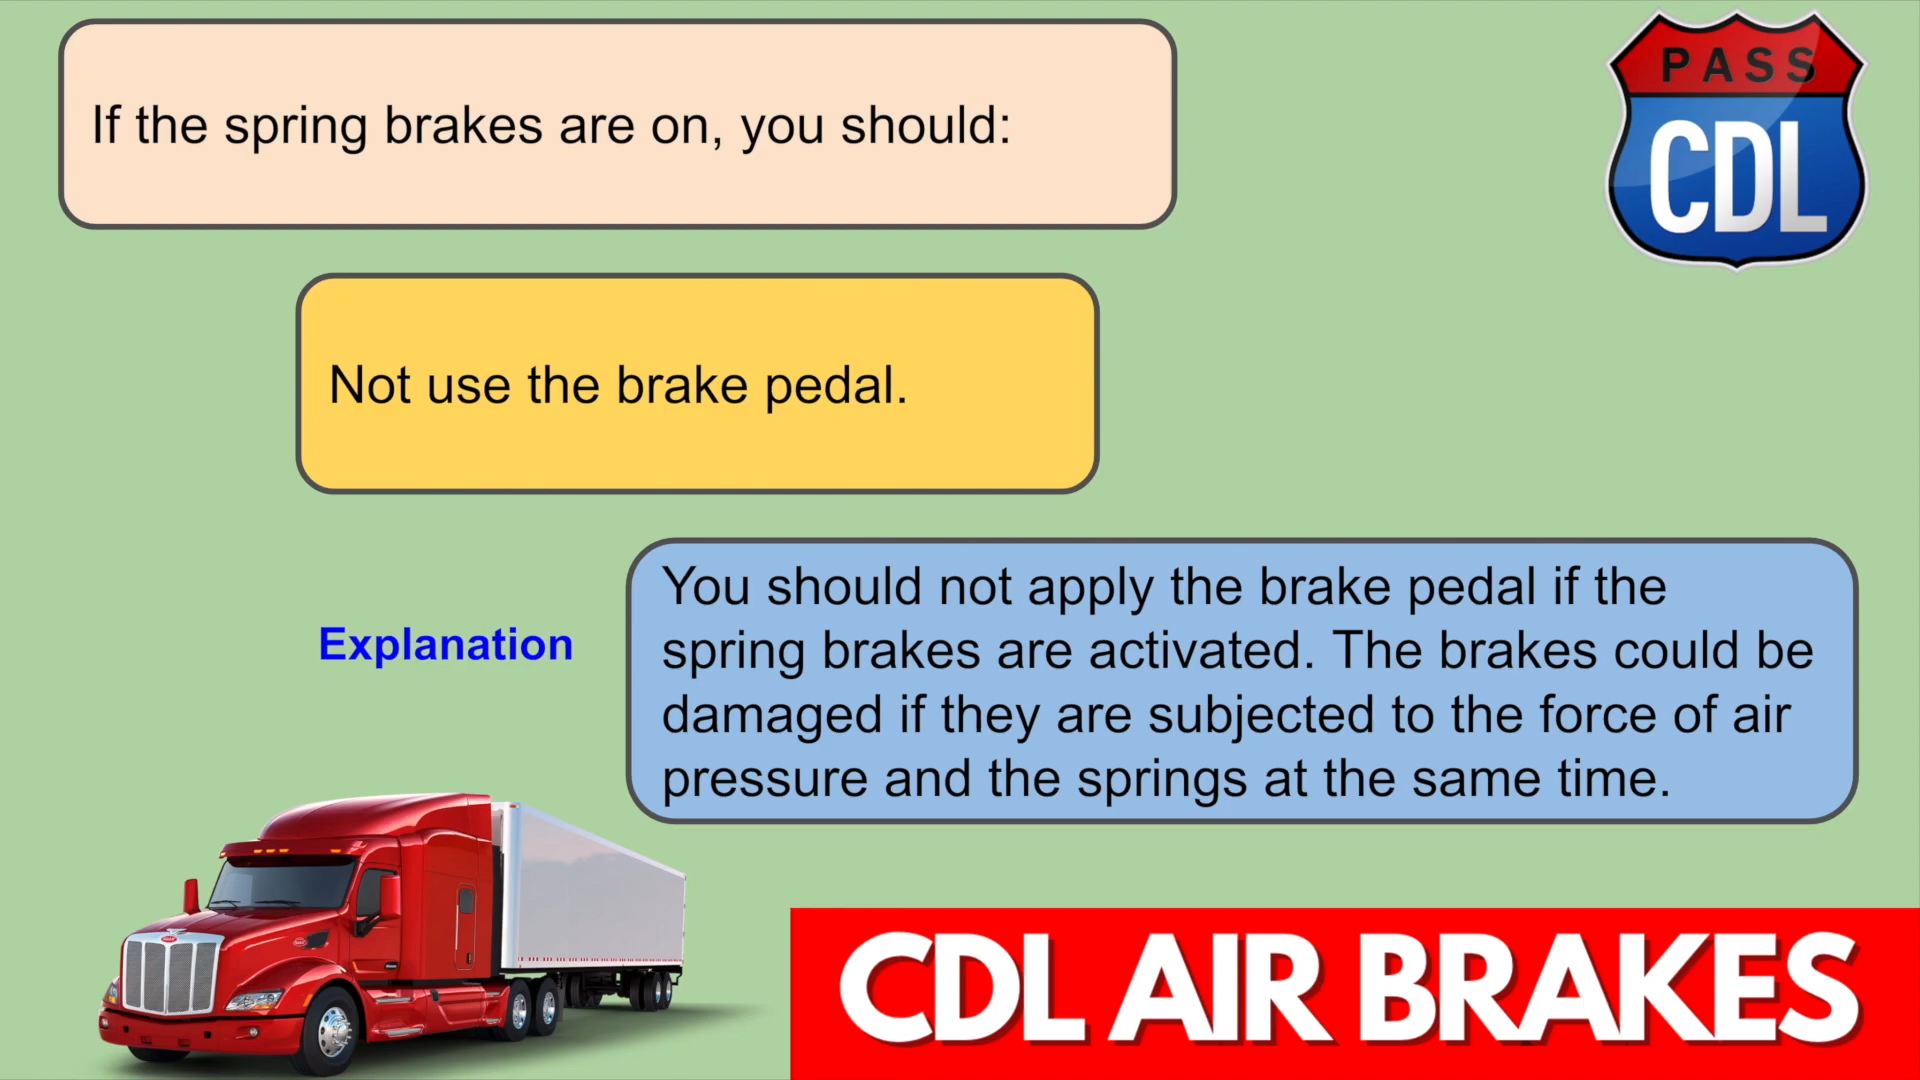 PASS
CDL
If the spring brakes are on, you should:
Not use the brake pedal.
Explanation
You should not apply the brake pedal if the
spring brakes are activated. The brakes could be
damaged if they are subjected to the force of air
pressure and the springs at the same time.
CDL AIR BRAKES